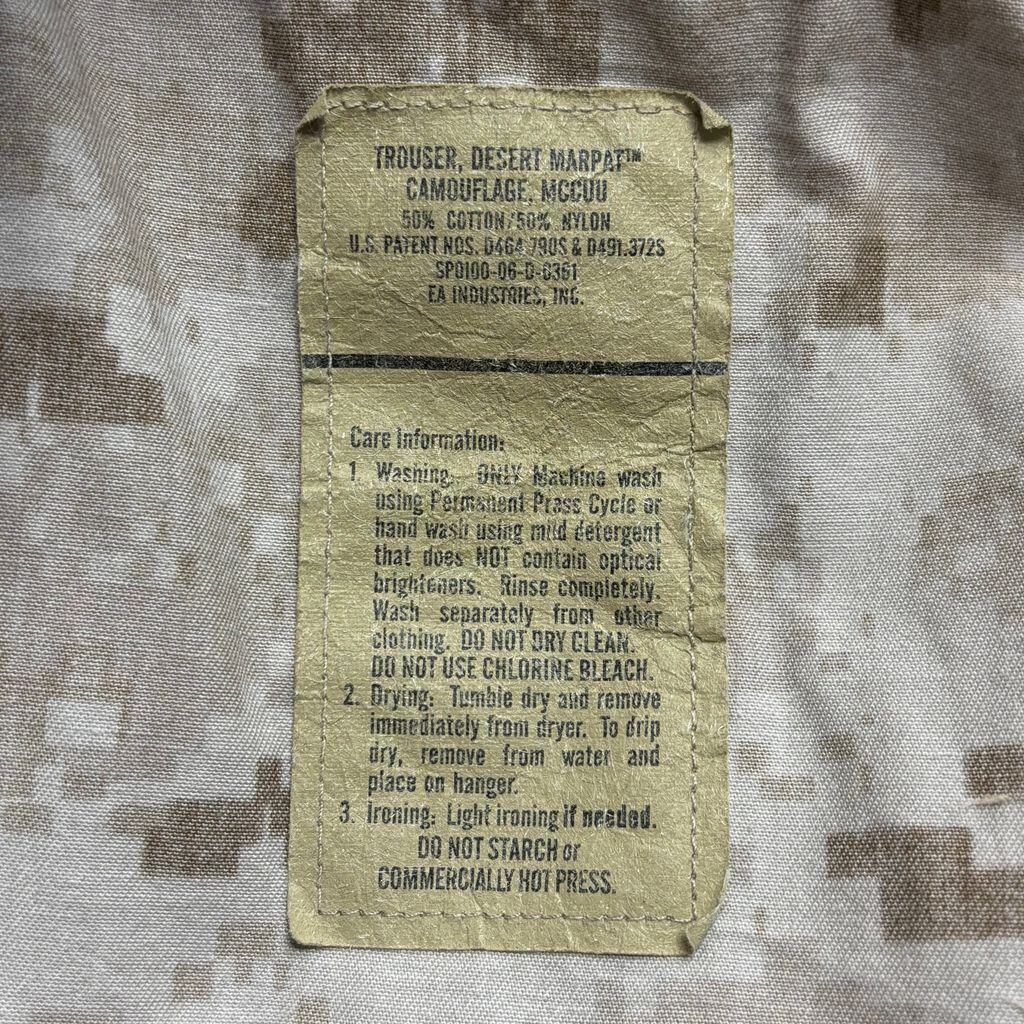 TROUSER, DESERT MARPAT™
CAMOUFLAGE, MCCUU
50% COTTON/50% NYLON
U.S. PATENT NOS. D464,790S & D491,372S
SP0100-06-D-0361
EA INDUSTRIES, INC.
Care Information:
1. Washing: ONLY Machine wash
using Permanent Press Cycle or
hand wash using mild detergent
that does NOT contain optical
brighteners. Rinse completely.
Wash separately from other
clothing. DO NOT DRY CLEAN.
DO NOT USE CHLORINE BLEACH.
2. Drying: Tumble dry and remove
immediately from dryer. To drip
dry, remove from water and
place on hanger.
3. Ironing: Light ironing if needed.
DO NOT STARCH or
COMMERCIALLY HOT PRESS.